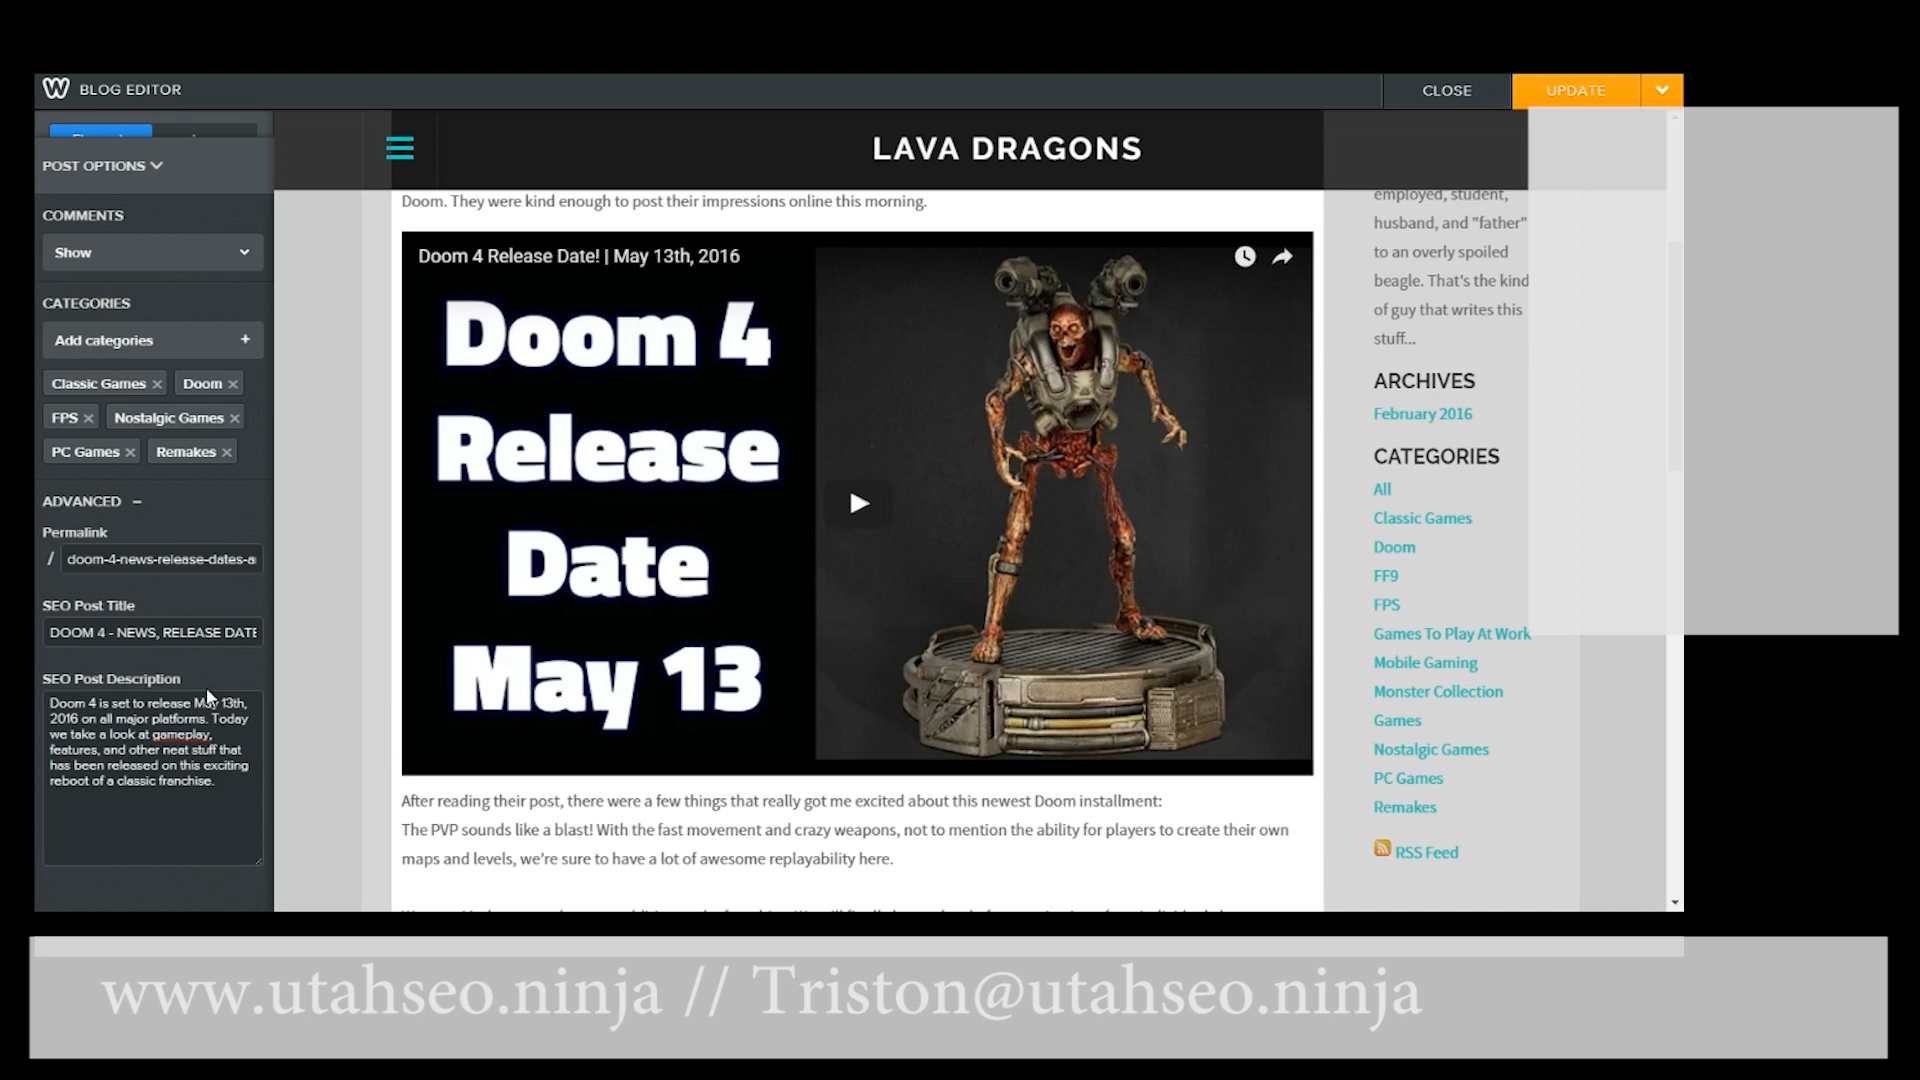 BLOG EDITOR
CLOSE
UPDATE
POST OPTIONS
COMMENTS
Show
CATEGORIES
Add categories +
Classic Games × Doom ×
FPS × Nostalgic Games ×
PC Games × Remakes ×
ADVANCED –
Permalink
/ doom-4-news-release-dates-a
SEO Post Title
DOOM 4 - NEWS, RELEASE DATE
SEO Post Description
Doom 4 is set to release May 13th,
2016 on all major platforms. Today
we take a look at gameplay,
features, and other neat stuff that
has been released on this exciting
reboot of a classic franchise.
LAVA DRAGONS
Doom. They were kind enough to post their impressions online this morning.
Doom 4 Release Date! | May 13th, 2016
Doom 4
Release
Date
May 13
After reading their post, there were a few things that really got me excited about this newest Doom installment:
The PVP sounds like a blast! With the fast movement and crazy weapons, not to mention the ability for players to create their own
maps and levels, we're sure to have a lot of awesome replayability here.
employed, student,
husband, and "father"
to an overly spoiled
beagle. That's the kind
of guy that writes this
stuff...
ARCHIVES
February 2016
CATEGORIES
All
Classic Games
Doom
FF9
FPS
Games To Play At Work
Mobile Gaming
Monster Collection
Games
Nostalgic Games
PC Games
Remakes
RSS Feed
www.utahseo.ninja // Triston@utahseo.ninja